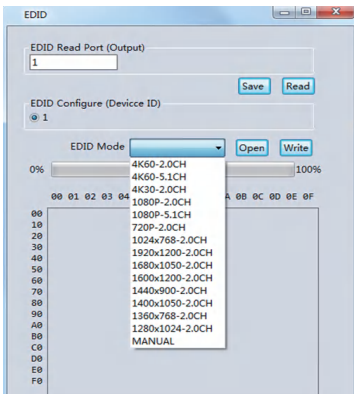 EDID
EDID Read Port (Output)
1
Save Read
EDID Configure (Devicce ID)
1
EDID Mode Open Write
0% 100%
4K60-2.0CH
4K60-5.1CH
4K30-2.0CH
1080P-2.0CH
1080P-5.1CH
720P-2.0CH
1024x768-2.0CH
1920x1200-2.0CH
1680x1050-2.0CH
1600x1200-2.0CH
1440x900-2.0CH
1400x1050-2.0CH
1360x768-2.0CH
1280x1024-2.0CH
MANUAL
00 01 02 03 04 A 0B 0C 0D 0E 0F
00
10
20
30
40
50
60
70
80
90
A0
B0
C0
D0
E0
F0